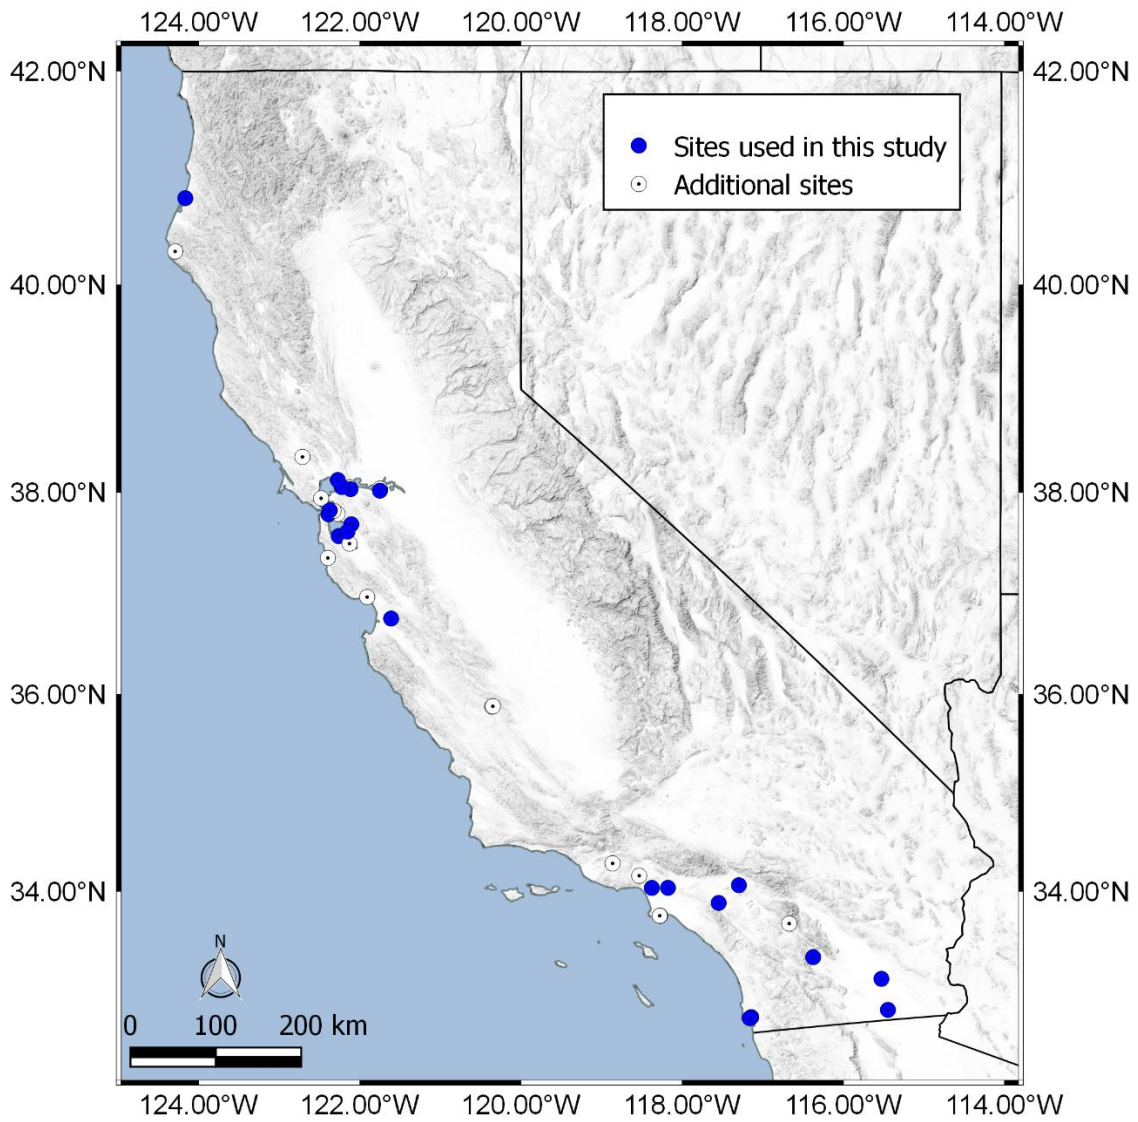 124.00°W 122.00°W 120.00°W 118.00°W 116.00°W 114.00°W
42.00°N 42.00°N
Sites used in this study
Additional sites
40.00°N 40.00°N
38.00°N 38.00°N
36.00°N 36.00°N
34.00°N 34.00°N
N
0 100 200 km
124.00°W 122.00°W 120.00°W 118.00°W 116.00°W 114.00°W